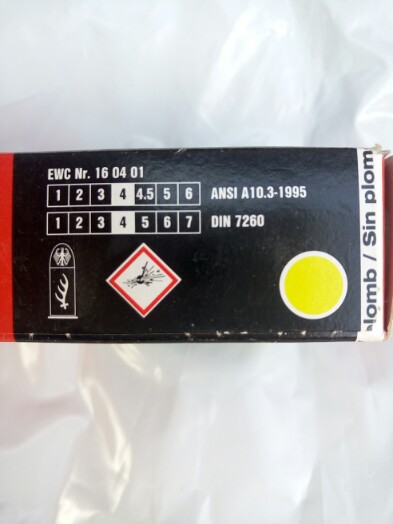 EWC Nr. 16 04 01
1 2 3 4 4.5 5 6 ANSI A10.3-1995
1 2 3 4 5 6 7 DIN 7260
plomb / Sin plom